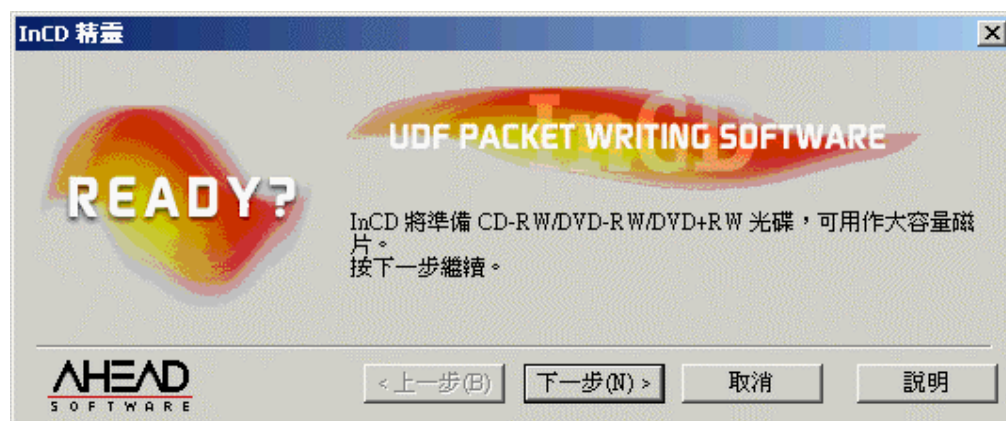 InCD 精靈
InCD
UDF PACKET WRITING SOFTWARE
READY?
InCD 將準備 CD-RW/DVD-RW/DVD+RW 光碟，可用作大容量磁
片。
按下一步繼續。
AHEAD
SOFTWARE
<上一步(B)
下一步(N)>
取消
說明